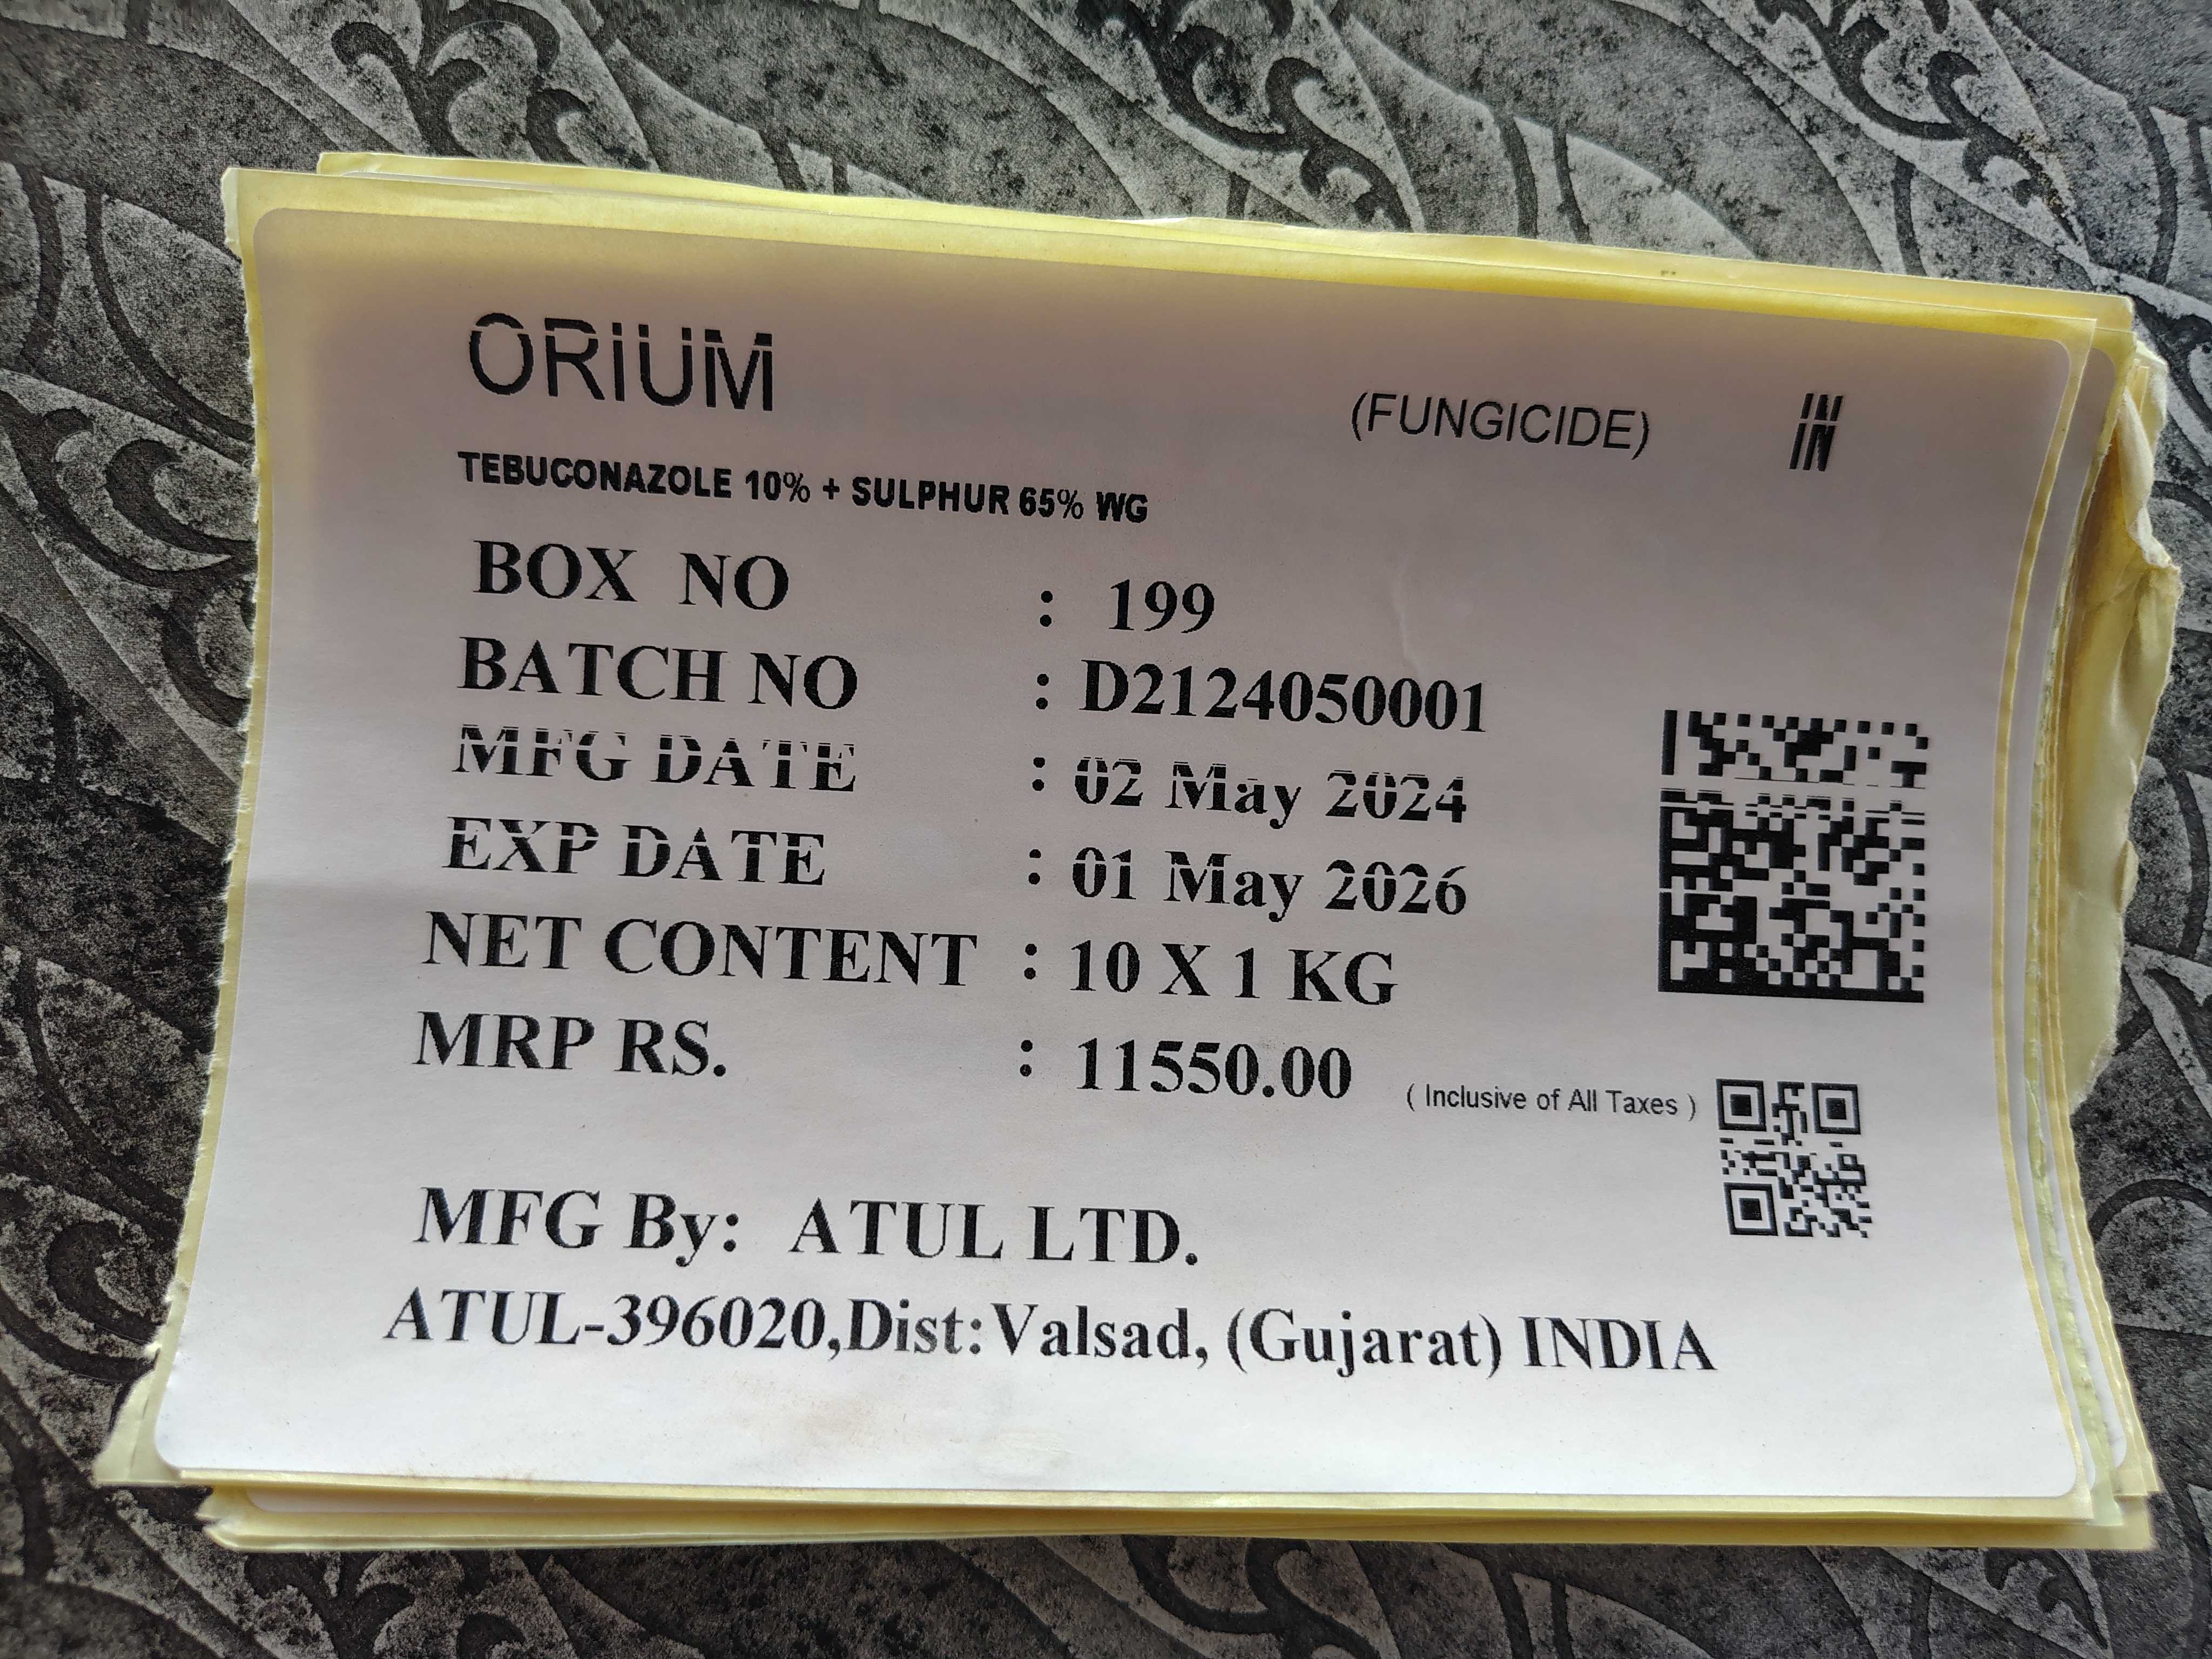 ORIUM
(FUNGICIDE) IN
IN
TEBUCONAZOLE 10% + SULPHUR 65% WG
BOX NO : 199
BATCH NO : D2124050001
MFG DATE : 02 May 2024
EXP DATE : 01 May 2026
NET CONTENT : 10 X 1 KG
MRP RS. : 11550.00 ( Inclusive of All Taxes )
MFG By: ATUL LTD.
ATUL-396020,Dist:Valsad, (Gujarat) INDIA